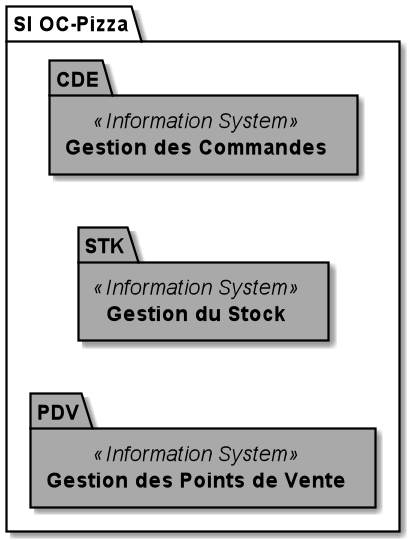 SI OC-Pizza
CDE
«Information System»
Gestion des Commandes
STK
«Information System»
Gestion du Stock
PDV
«Information System»
Gestion des Points de Vente